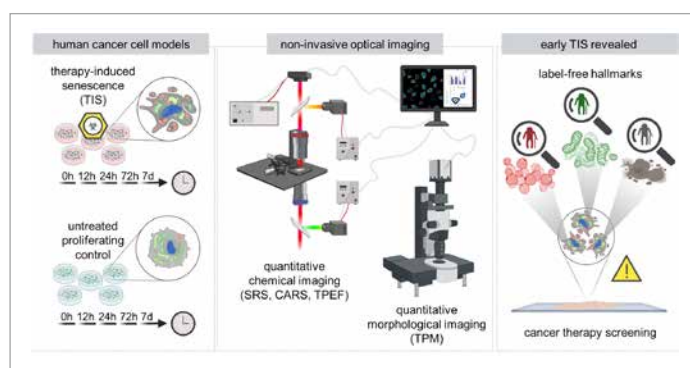 human cancer cell models
therapy-induced
senescence
(TIS)
0h 12h 24h 72h 7d
untreated
proliferating
control
0h 12h 24h 72h 7d
non-invasive optical imaging
quantitative
chemical imaging
(SRS, CARS, TPEF)
quantitative
morphological imaging
(TPM)
early TIS revealed
label-free hallmarks
cancer therapy screening